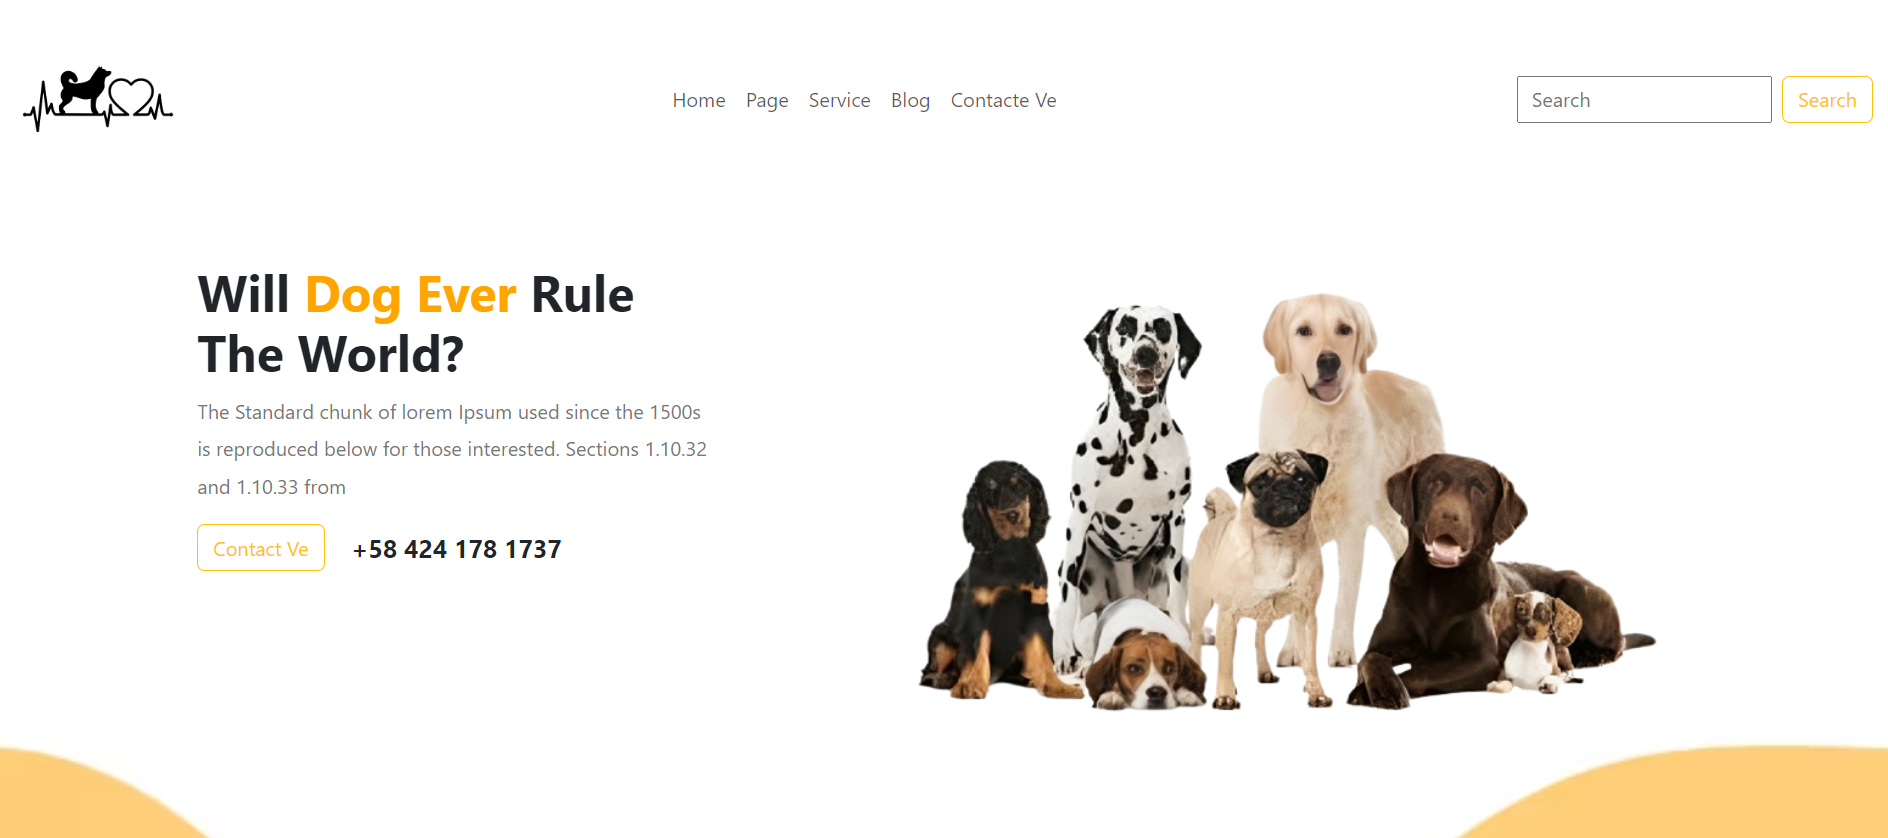 Home Page Service Blog Contacte Ve Search Search
Will Dog Ever Rule
The World?
The Standard chunk of lorem Ipsum used since the 1500s
is reproduced below for those interested. Sections 1.10.32
and 1.10.33 from
Contact Ve +58 424 178 1737